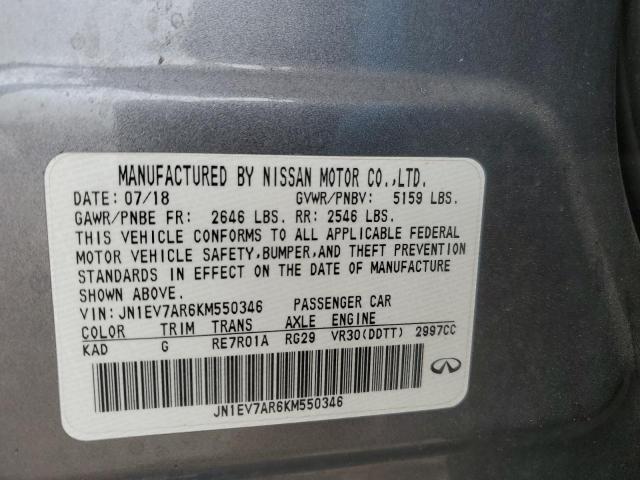 MANUFACTURED BY NISSAN MOTOR CO.,LTD.
DATE: 07/18 GVWR/PNBV: 5159 LBS.
GAWR/PNBE FR: 2646 LBS. RR: 2546 LBS.
THIS VEHICLE CONFORMS TO ALL APPLICABLE FEDERAL
MOTOR VEHICLE SAFETY,BUMPER,AND THEFT PREVENTION
STANDARDS IN EFFECT ON THE DATE OF MANUFACTURE
SHOWN ABOVE.
VIN:JN1EV7AR6KM550346 PASSENGER CAR
COLOR TRIM TRANS AXLE ENGINE
KAD G RE7R01A RG29 VR30(DDTT) 2997CC
JN1EV7AR6KM550346